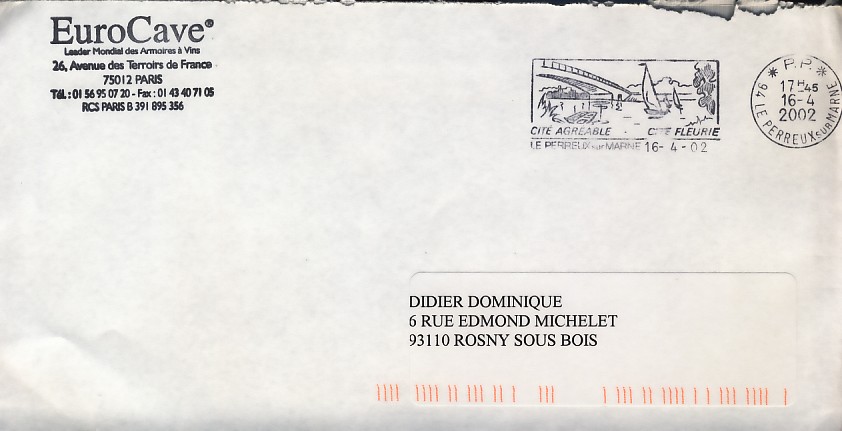 EuroCave®
Leader Mondial des Armoires à Vins
26, Avenue des Terroirs de France
75012 PARIS
Tél. : 01 56 95 07 20 - Fax : 01 43 40 71 05
RCS PARIS B 391 895 356
CITÉ AGRÉABLE . CITÉ FLEURIE
LE PERREUX sur MARNE 16- 4 - 02
* P.P. *
17H45
16-4
2002
94 LE PERREUX sur MARNE
DIDIER DOMINIQUE
6 RUE EDMOND MICHELET
93110 ROSNY SOUS BOIS